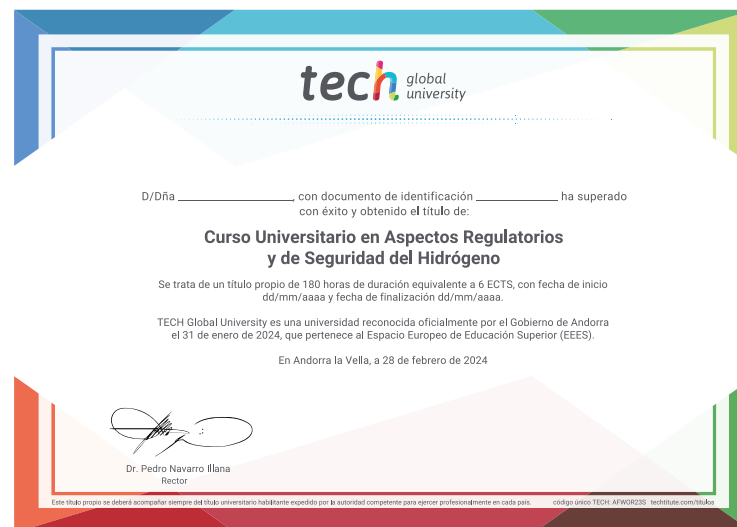 tech global university
D/Dña ____________, con documento de identificación ____________ ha superado
con éxito y obtenido el título de:
Curso Universitario en Aspectos Regulatorios
y de Seguridad del Hidrógeno
Se trata de un título propio de 180 horas de duración equivalente a 6 ECTS, con fecha de inicio
dd/mm/aaaa y fecha de finalización dd/mm/aaaa.
TECH Global University es una universidad reconocida oficialmente por el Gobierno de Andorra
el 31 de enero de 2024, que pertenece al Espacio Europeo de Educación Superior (EEES).
En Andorra la Vella, a 28 de febrero de 2024
Dr. Pedro Navarro Illana
Rector
Este título propio se deberá acompañar siempre del título universitario habilitante expedido por la autoridad competente para ejercer profesionalmente en cada país. código único TECH: AFWOR23S techtitute.com/titulos